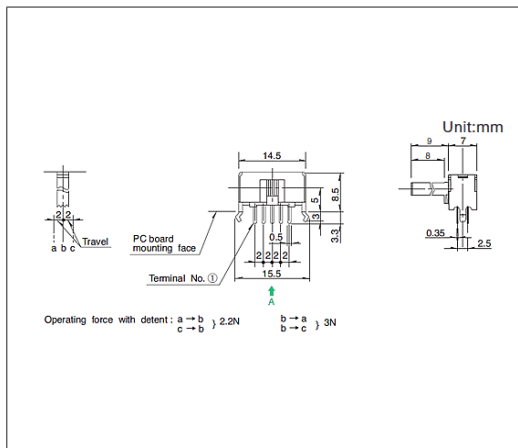 Unit:mm
9
7
8
14.5
8.5
5
3
3.3
2 2
Travel
a b c
PC board
mounting face
0.5
2 2 2 2
Terminal No. ①
15.5
A
0.35
2.5
Operating force with detent : a → b } 2.2N b → a } 3N
c → b b → c